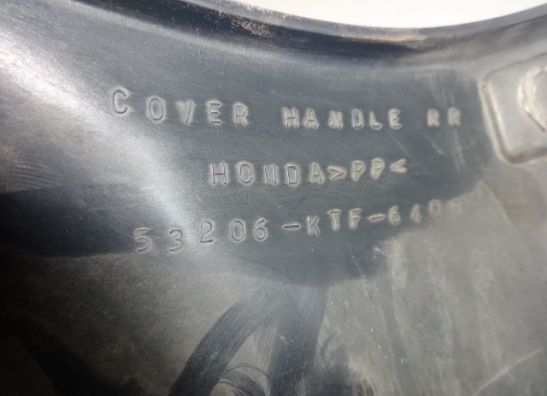 COVER HANDLE RR
HONDA>PP<
53206-KTF-640